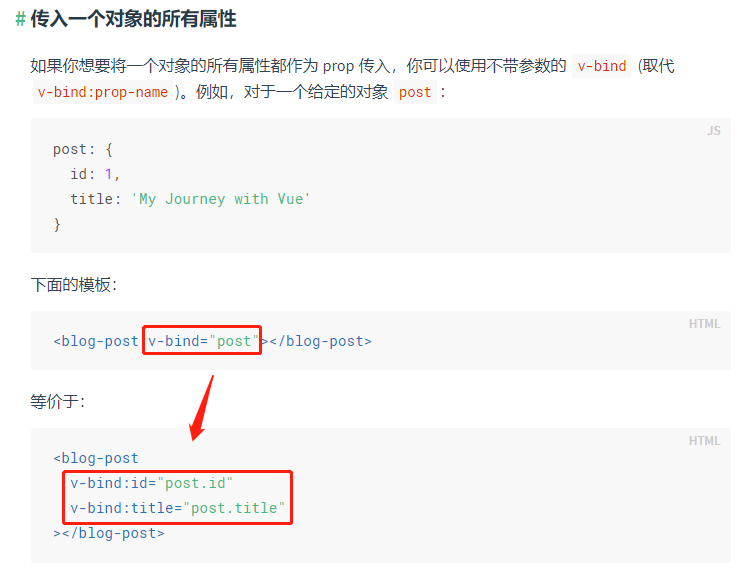 # 传入一个对象的所有属性
如果你想要将一个对象的所有属性都作为 prop 传入，你可以使用不带参数的 v-bind (取代
v-bind:prop-name)。例如，对于一个给定的对象 post：
JS
post: {
  id: 1,
  title: 'My Journey with Vue'
}
下面的模板：
HTML
<blog-post v-bind="post"></blog-post>
等价于：
HTML
<blog-post
  v-bind:id="post.id"
  v-bind:title="post.title"
></blog-post>